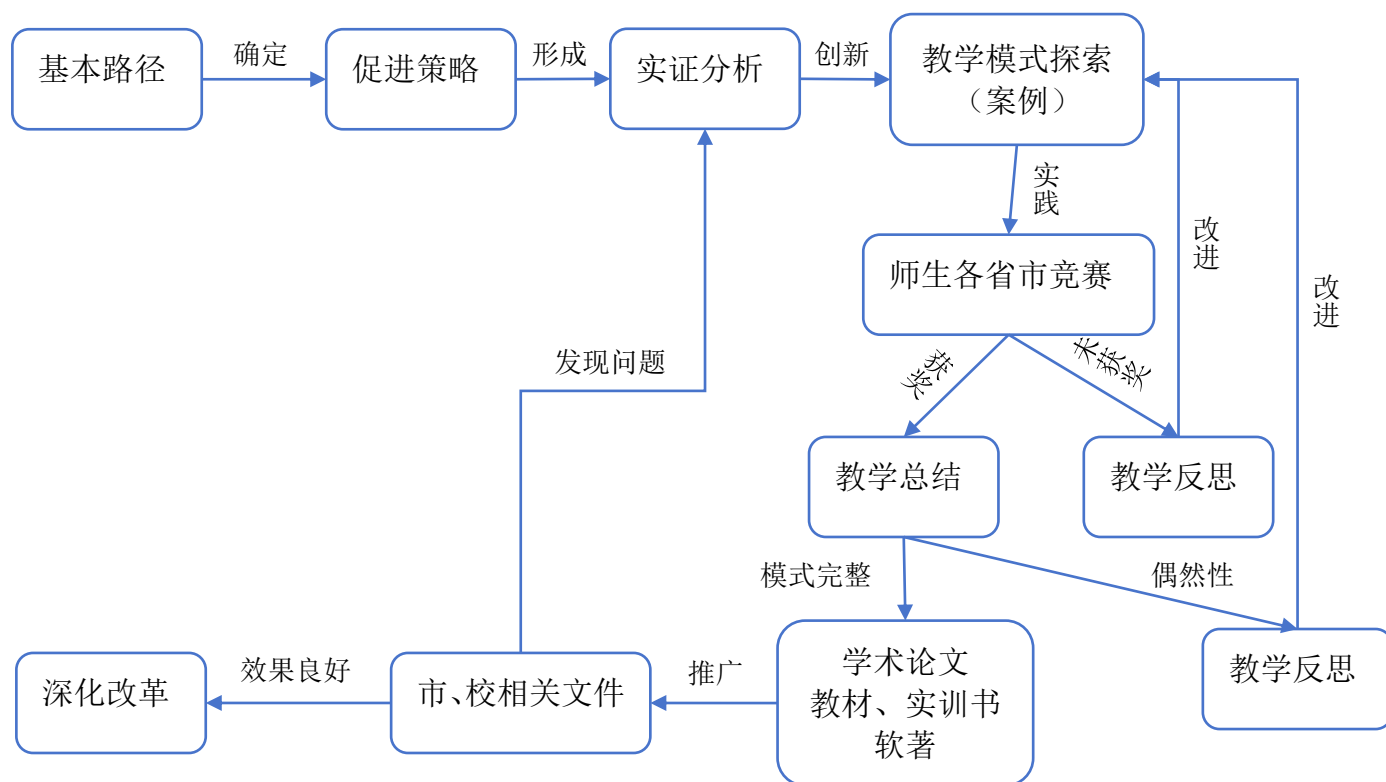 基本路径
确定
促进策略
形成
实证分析
创新
教学模式探索
（案例）
实践
改进
改进
师生各省市竞赛
发现问题
获奖
未获奖
教学总结
教学反思
模式完整
偶然性
深化改革
效果良好
市、校相关文件
推广
学术论文
教材、实训书
软著
教学反思